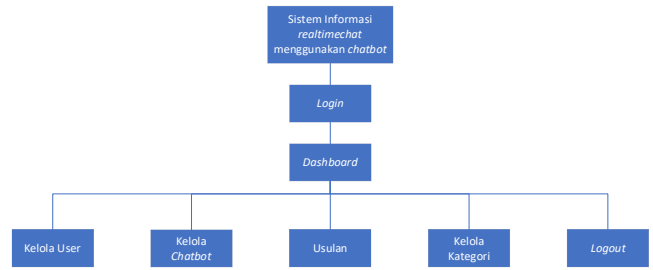 Sistem Informasi
realtimechat
menggunakan chatbot
Login
Dashboard
Kelola User
Kelola
Chatbot
Usulan
Kelola
Kategori
Logout